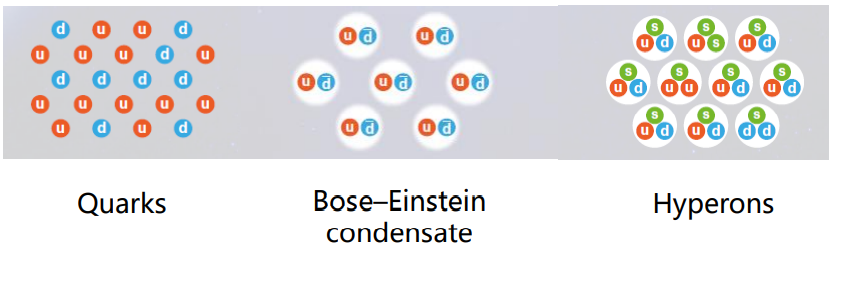 d u u d
u u u d u
d d d d
u u u u u
u d u d
Quarks
u d̄ u d̄
u d̄ u d̄ u d̄
u d̄ u d̄
Bose–Einstein
condensate
s s s
u d u s u d
s s s s
u d u u u d u d
s s s
u d u d d d
Hyperons